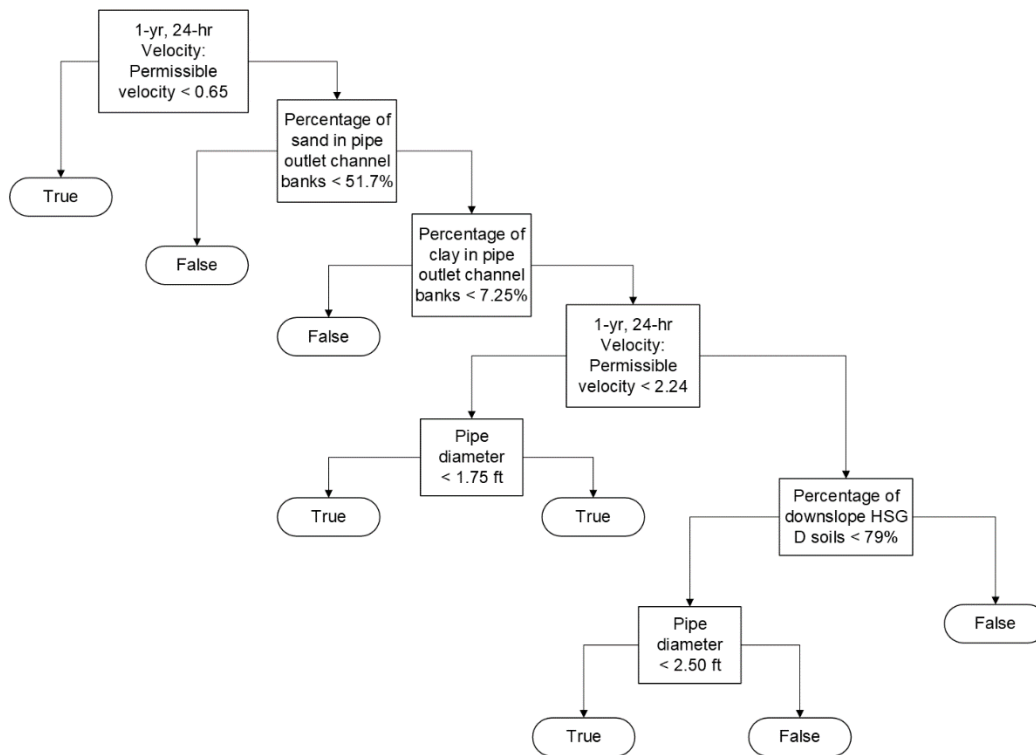 1-yr, 24-hr
Velocity:
Permissible
velocity < 0.65
Percentage of
sand in pipe
outlet channel
banks < 51.7%
True
False
Percentage of
clay in pipe
outlet channel
banks < 7.25%
False
1-yr, 24-hr
Velocity:
Permissible
velocity < 2.24
Pipe
diameter
< 1.75 ft
True
True
Percentage of
downslope HSG
D soils < 79%
False
Pipe
diameter
< 2.50 ft
True
False